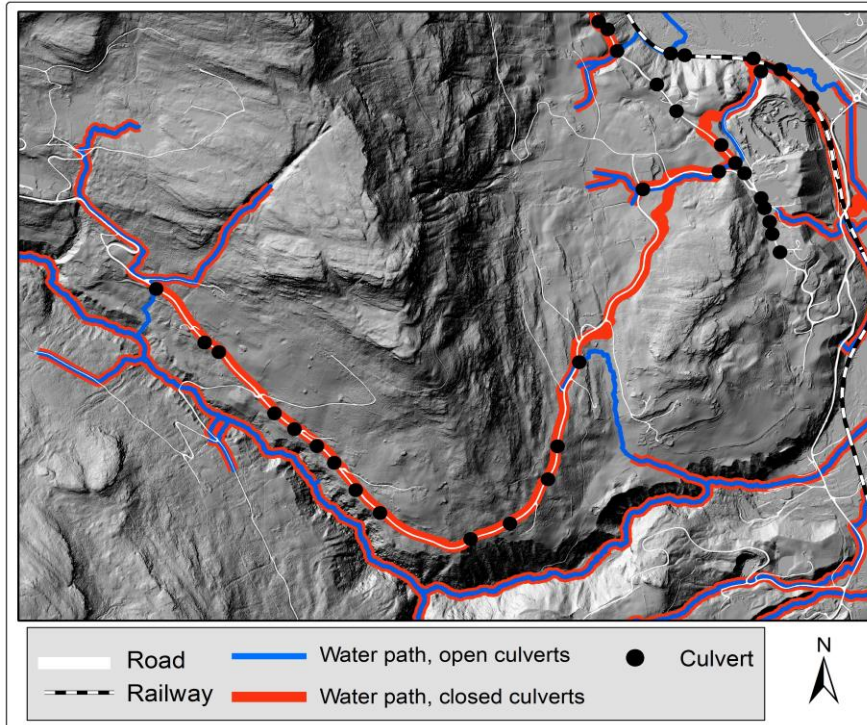 Road
Railway
Water path, open culverts
Water path, closed culverts
Culvert
N